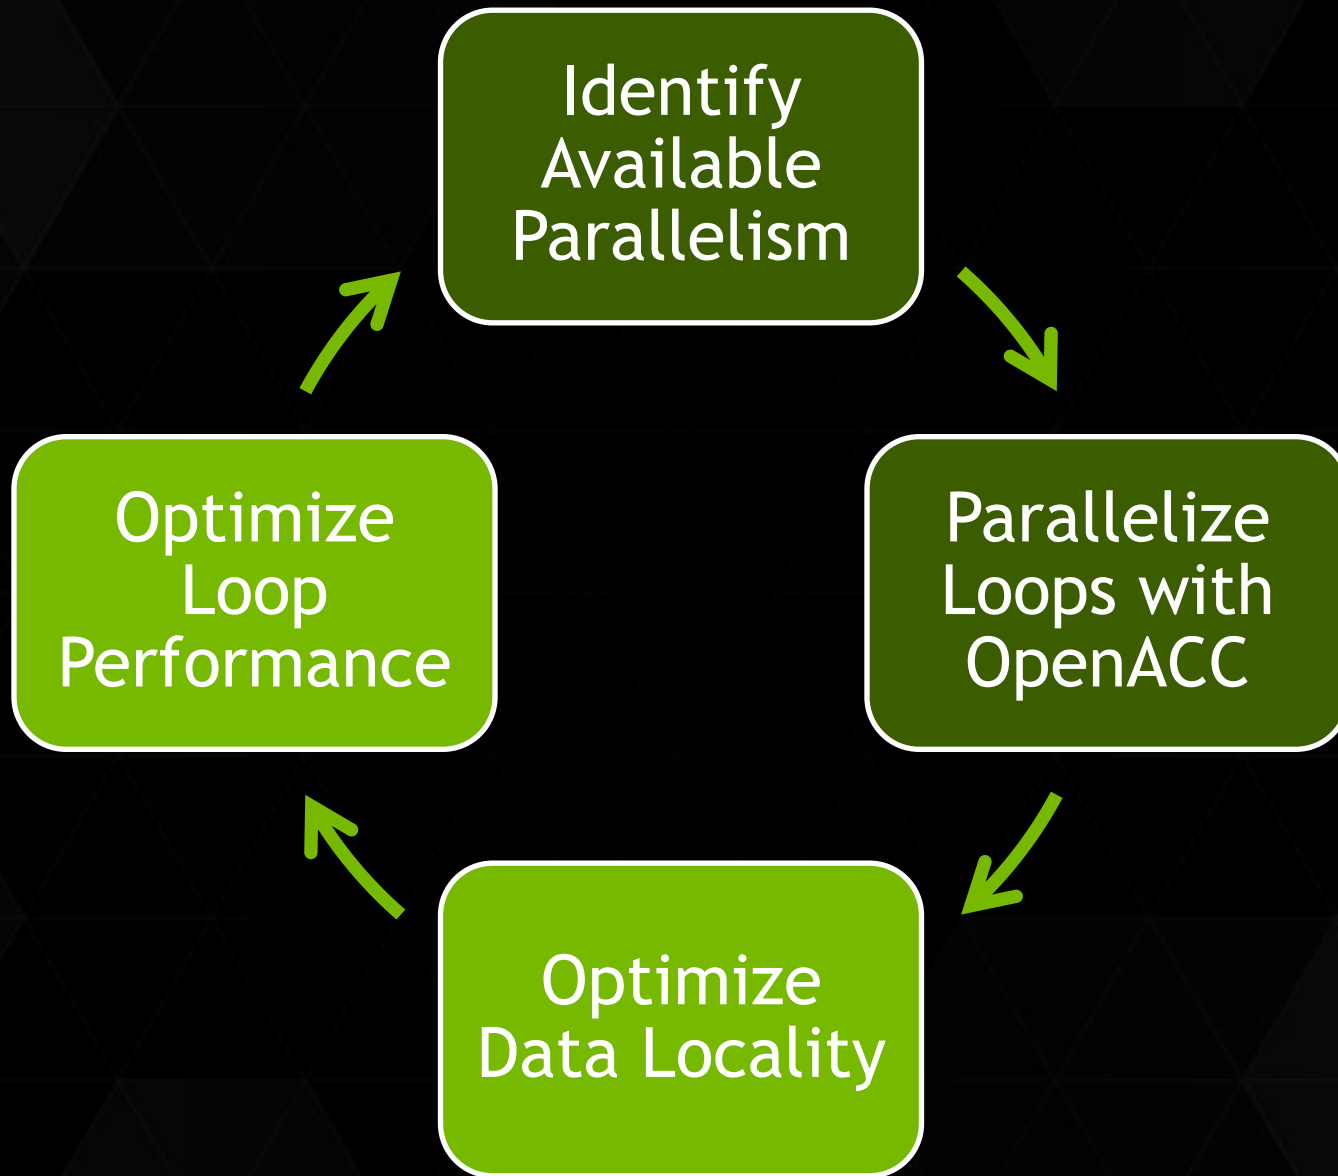 Identify
Available
Parallelism
Parallelize
Loops with
OpenACC
Optimize
Data Locality
Optimize
Loop
Performance